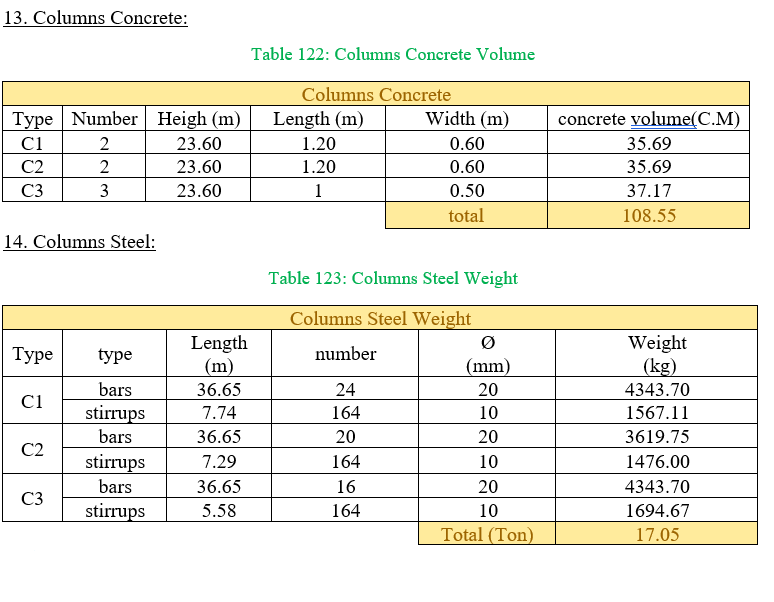 13. Columns Concrete:
Table 122: Columns Concrete Volume
Columns Concrete
Type Number Heigh (m) Length (m) Width (m) concrete volume(C.M)
C1 2 23.60 1.20 0.60 35.69
C2 2 23.60 1.20 0.60 35.69
C3 3 23.60 1 0.50 37.17
total 108.55
14. Columns Steel:
Table 123: Columns Steel Weight
Columns Steel Weight
Type type Length (m) number Ø (mm) Weight (kg)
C1 bars 36.65 24 20 4343.70
stirrups 7.74 164 10 1567.11
C2 bars 36.65 20 20 3619.75
stirrups 7.29 164 10 1476.00
C3 bars 36.65 16 20 4343.70
stirrups 5.58 164 10 1694.67
Total (Ton) 17.05